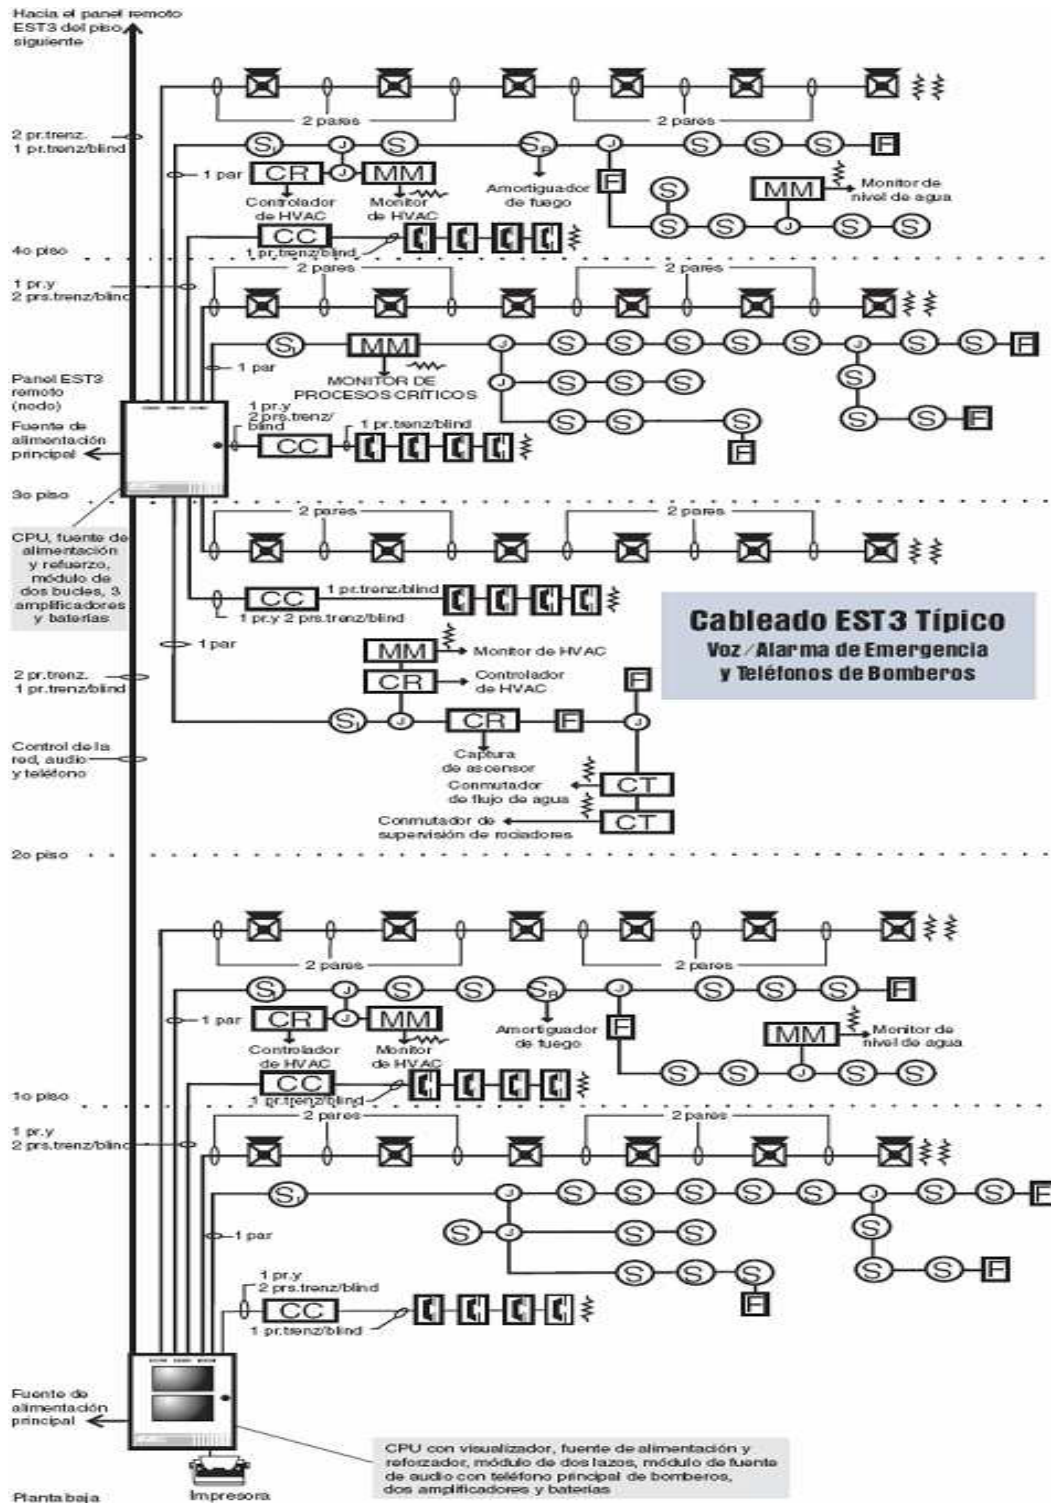 Hacia el panel remoto
EST3 del piso
siguiente
2 pares
2 pares
2 pr.trenz.
1 pr.trenz/blind
S
J
S
S
J
S
S
S
F
1 par
CR
J
MM
Amortiguador
de fuego
F
S
MM
Monitor de
nivel de agua
Controlador
de HVAC
Monitor
de HVAC
S
S
J
S
S
CC
1 pr.trenz/blind
4o piso
2 pares
2 pares
1 pr.y
2 prs.trenz/blind
S
MM
J
S
S
S
S
S
J
S
S
F
1 par
MONITOR DE
PROCESOS CRÍTICOS
J
S
S
S
S
Panel EST3
remoto
(nodo)
1 pr.y
2 prs.trenz/
blind
1 pr.trenz/blind
S
S
S
S
S
F
Fuente de
alimentación
principal
CC
F
3o piso
2 pares
2 pares
CPU, fuente de
alimentación
y refuerzo,
módulo de
dos bucles, 3
amplificadores
y baterías
CC
1 pr.trenz/blind
1 pr.y 2 prs.trenz/blind
Cableado EST3 Típico
Voz/Alarma de Emergencia
y Teléfonos de Bomberos
1 par
MM
Monitor de HVAC
2 pr.trenz.
1 pr.trenz/blind
CR
Controlador
de HVAC
F
S
J
CR
F
J
Control de la
red, audio
y teléfono
Captura
de ascensor
Conmutador
de flujo de agua
CT
Conmutador de
supervisión de rociadores
CT
2o piso
2 pares
2 pares
S
J
S
S
S
J
S
S
S
F
1 par
CR
J
MM
Amortiguador
de fuego
F
MM
Monitor de
nivel de agua
Controlador
de HVAC
Monitor
de HVAC
S
S
J
S
S
CC
1 pr.trenz/blind
1o piso
2 pares
2 pares
1 pr.y
2 prs.trenz/blind
S
J
S
S
S
S
S
J
S
S
F
1 par
S
J
S
S
S
1 pr.y
2 prs.trenz/blind
S
S
S
S
S
F
CC
F
1 pr.trenz/blind
Fuente de
alimentación
principal
CPU con visualizador, fuente de alimentación y
reforzador, módulo de dos lazos, módulo de fuente
de audio con teléfono principal de bomberos,
dos amplificadores y baterías
Planta baja
Impresora